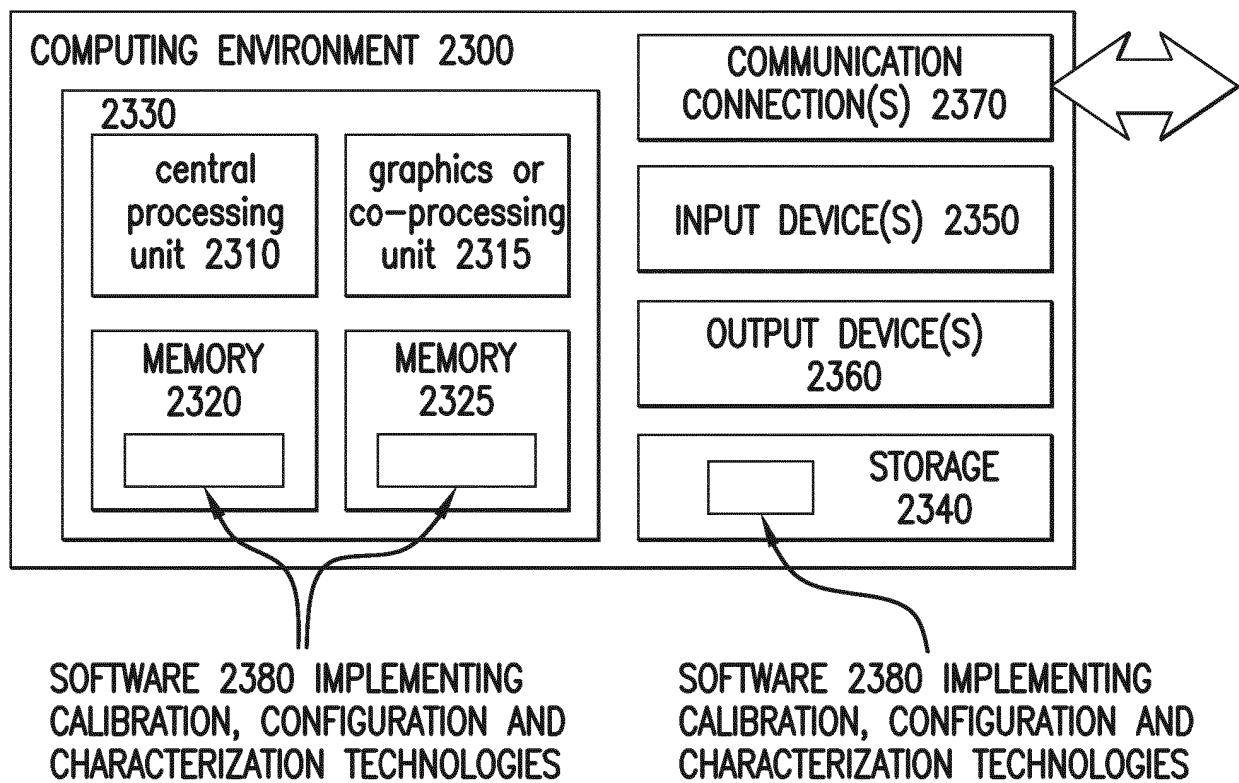 COMPUTING ENVIRONMENT 2300
2330
central
processing
unit 2310
graphics or
co-processing
unit 2315
MEMORY
2320
MEMORY
2325
COMMUNICATION
CONNECTION(S) 2370
INPUT DEVICE(S) 2350
OUTPUT DEVICE(S)
2360
STORAGE
2340
SOFTWARE 2380 IMPLEMENTING
CALIBRATION, CONFIGURATION AND
CHARACTERIZATION TECHNOLOGIES
SOFTWARE 2380 IMPLEMENTING
CALIBRATION, CONFIGURATION AND
CHARACTERIZATION TECHNOLOGIES